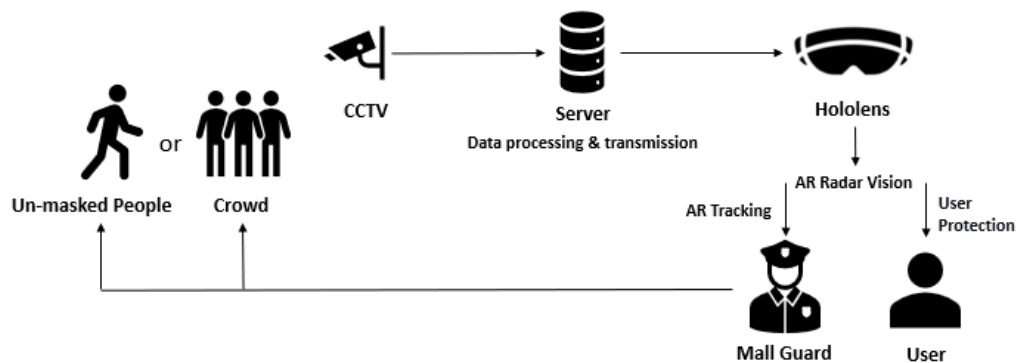 CCTV
Server
Data processing & transmission
Hololens
or
Un-masked People
Crowd
AR Radar Vision
AR Tracking
User
Protection
Mall Guard
User